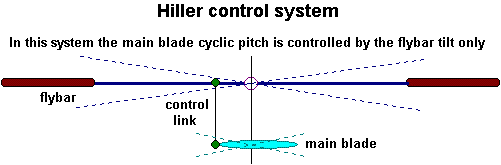 Hiller control system
In this system the main blade cyclic pitch is controlled by the flybar tilt only
flybar
control
link
main blade